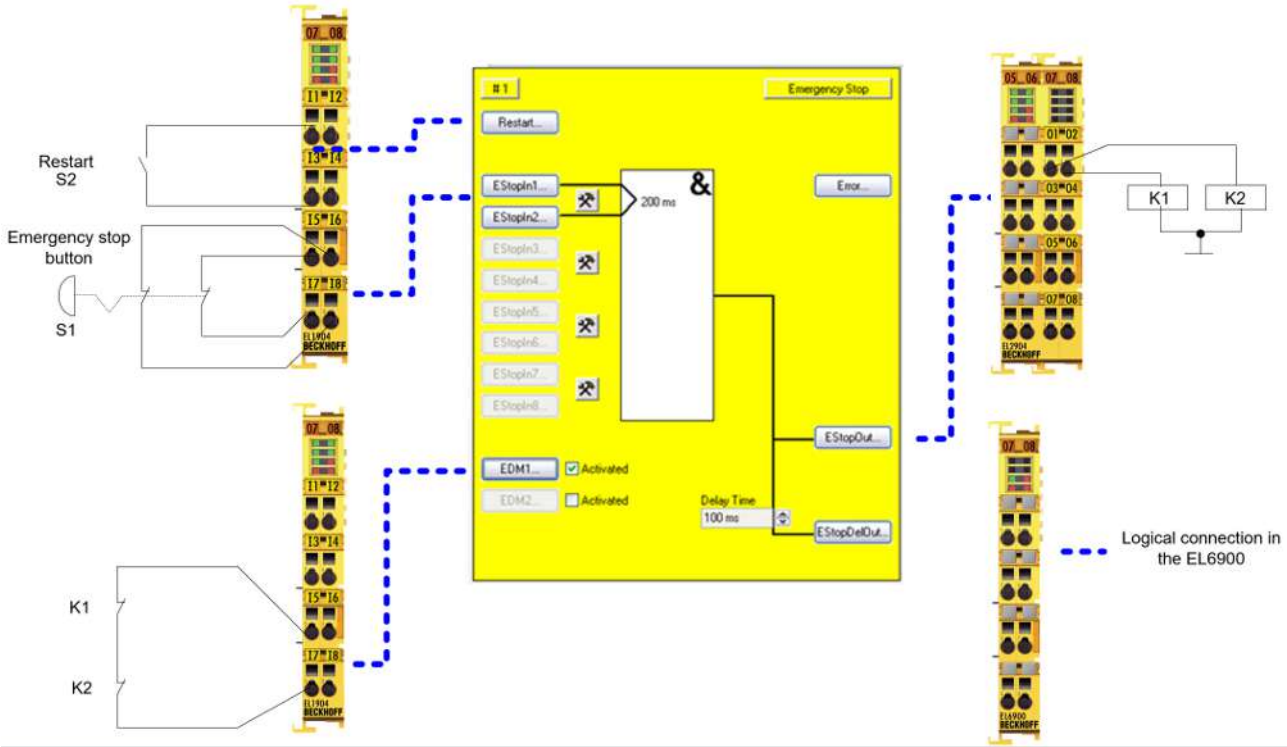 07_08
I1 I2
I3 I4
I5 I6
I7 I8
EL1904
BECKHOFF
Restart
S2
Emergency stop
button
S1
07_08
I1 I2
I3 I4
I5 I6
I7 I8
EL1904
BECKHOFF
K1
K2
# 1
Emergency Stop
Restart...
EStopIn1...
EStopIn2...
EStopIn3...
EStopIn4...
EStopIn5...
EStopIn6...
EStopIn7...
EStopIn8...
&
200 ms
Error...
EStopOut...
EDM1...
Activated
EDM2...
Activated
Delay Time
100 ms
EStopDelOut...
05_06 07_08
01 02
03 04
05 06
07 08
EL2904
BECKHOFF
K1
K2
07_08
EL6900
BECKHOFF
Logical connection in
the EL6900